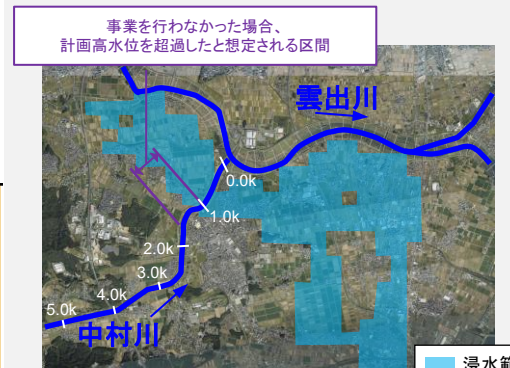 事業を行わなかった場合、
計画高水位を超過したと想定される区間
雲出川
0.0k
1.0k
2.0k
3.0k
4.0k
5.0k
中村川
浸水範